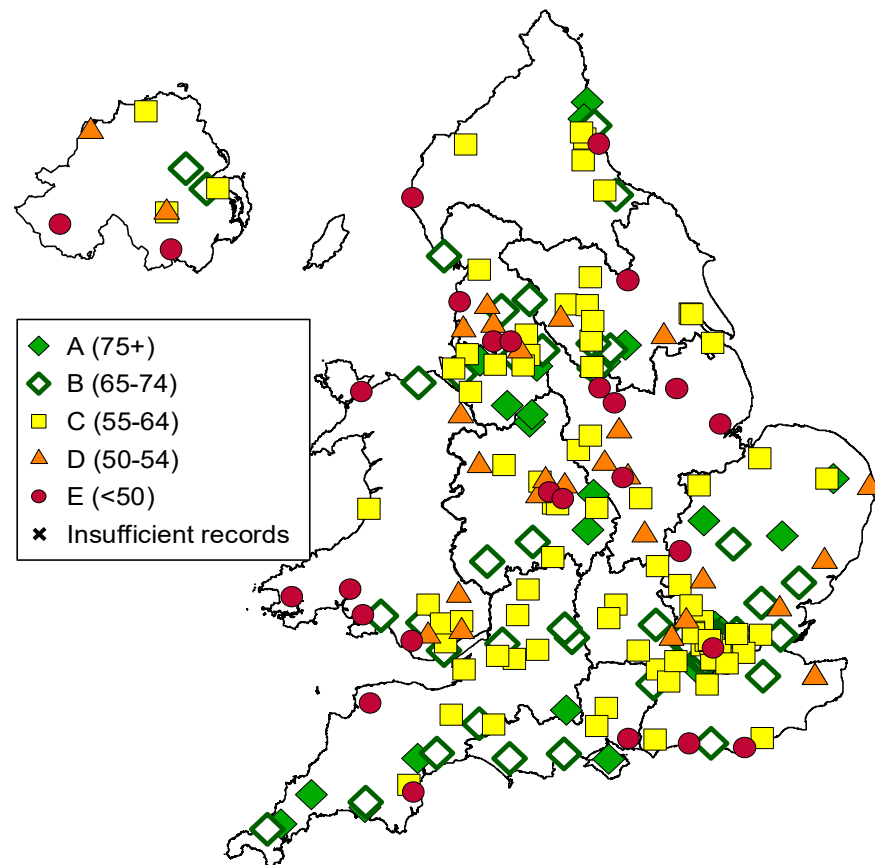 A (75+)
B (65-74)
C (55-64)
D (50-54)
E (<50)
Insufficient records